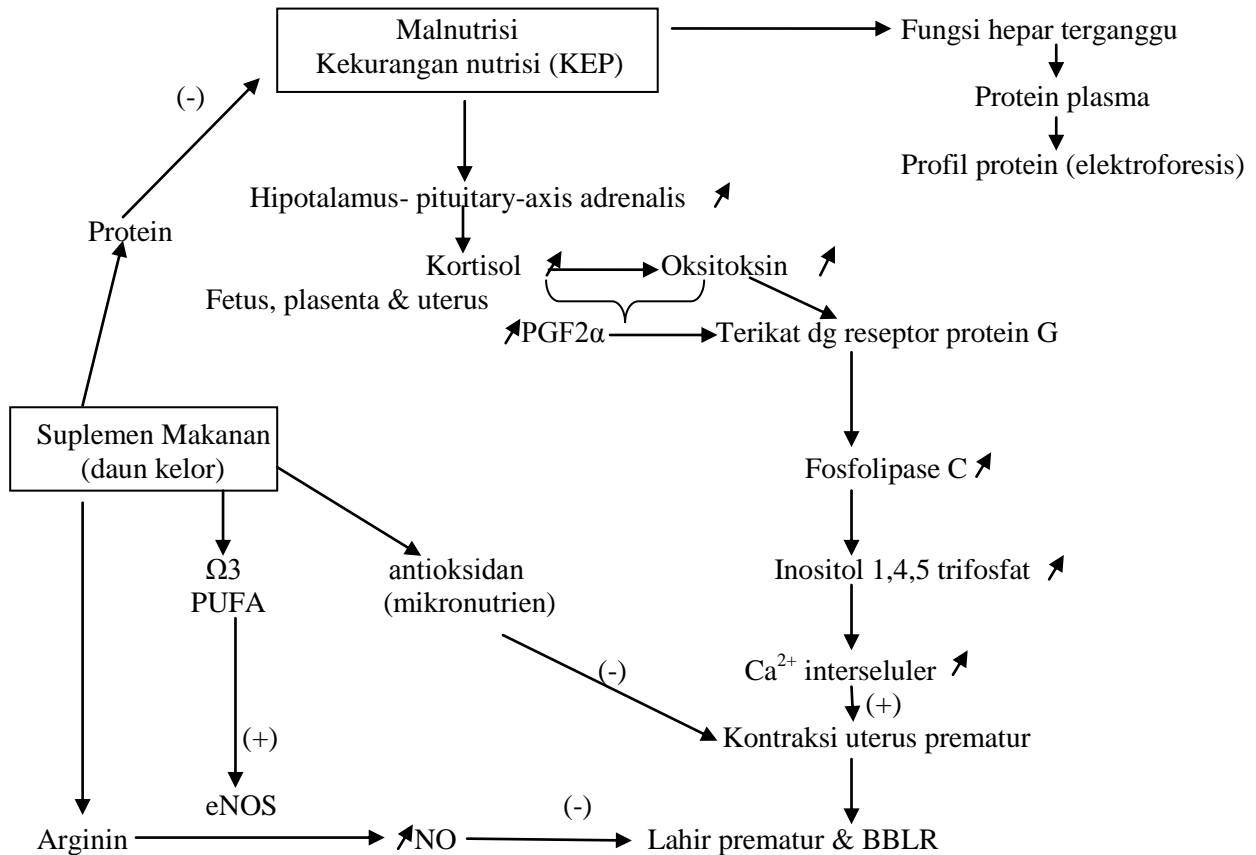 Malnutrisi
Kekurangan nutrisi (KEP)
Fungsi hepar terganggu
(-)
Protein plasma
Profil protein (elektroforesis)
Hipotalamus- pituitary-axis adrenalis
Protein
Kortisol
Oksitoksin
Fetus, plasenta & uterus
PGF2α
Terikat dg reseptor protein G
Suplemen Makanan
(daun kelor)
Fosfolipase C
Ω3
PUFA
antioksidan
(mikronutrien)
Inositol 1,4,5 trifosfat
(-)
Ca²⁺ interseluler
(+)
(+)
Kontraksi uterus prematur
eNOS
(-)
Arginin
NO
Lahir prematur & BBLR